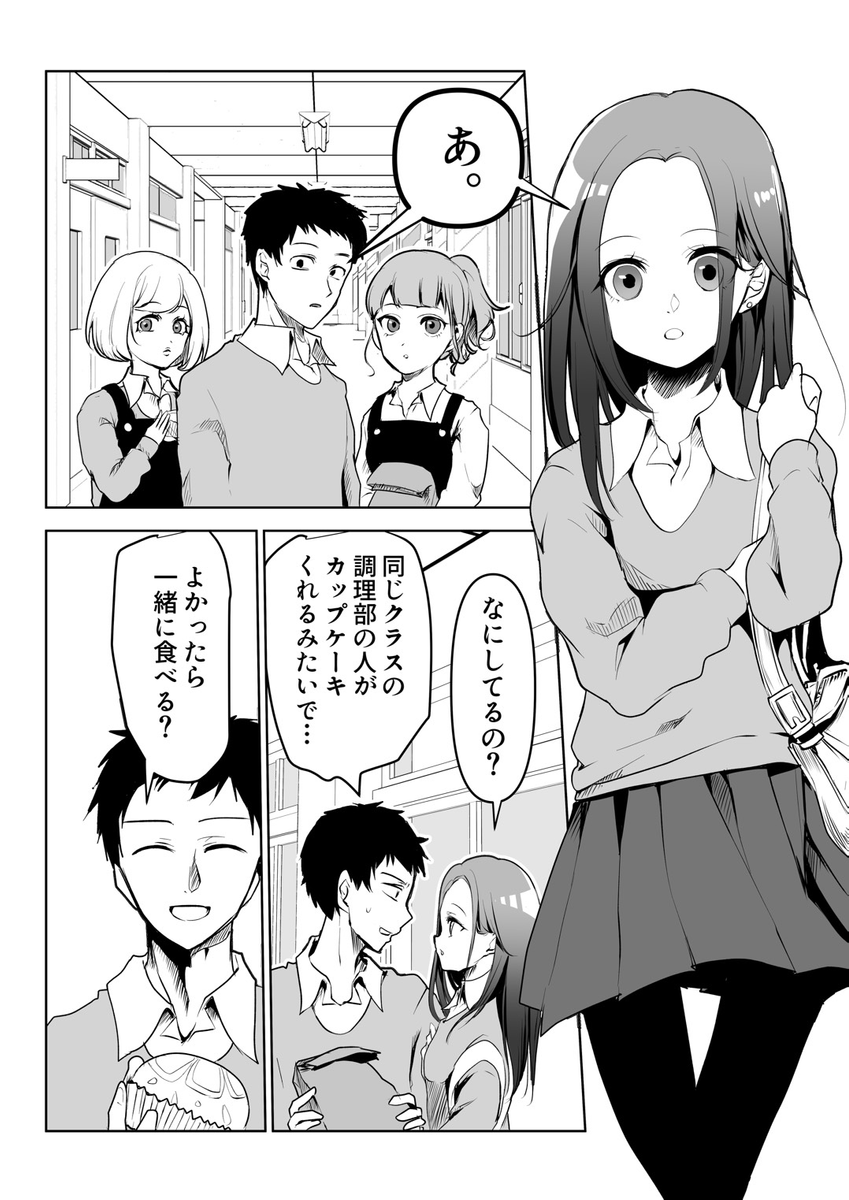 あ。
なにしてるの？
同じクラスの
調理部の人が
カップケーキ
くれるみたいで…
よかったら
一緒に食べる？